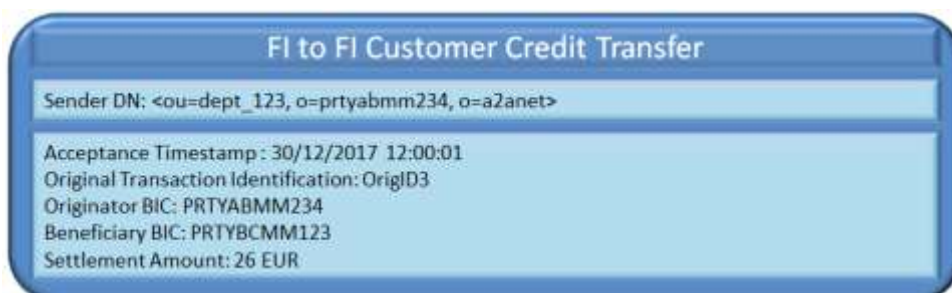 FI to FI Customer Credit Transfer
Sender DN: <ou=dept_123, o=prtyabmm234, o=a2anet>
Acceptance Timestamp : 30/12/2017 12:00:01
Original Transaction Identification: OrigID3
Originator BIC: PRTYABMM234
Beneficiary BIC: PRTYBCMM123
Settlement Amount: 26 EUR